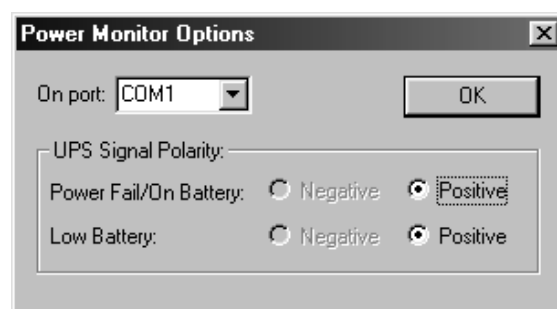 Power Monitor Options
On port: COM1 OK
UPS Signal Polarity:
Power Fail/On Battery: Negative Positive
Low Battery: Negative Positive